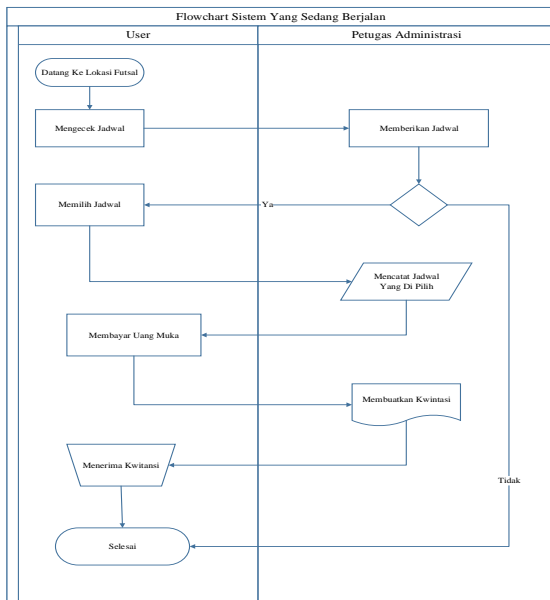 Flowchart Sistem Yang Sedang Berjalan
User
Petugas Administrasi
Datang Ke Lokasi Futsal
Mengecek Jadwal
Memberikan Jadwal
Memilih Jadwal
Ya
Mencatat Jadwal
Yang Di Pilih
Membayar Uang Muka
Membuatkan Kwintasi
Menerima Kwitansi
Tidak
Selesai